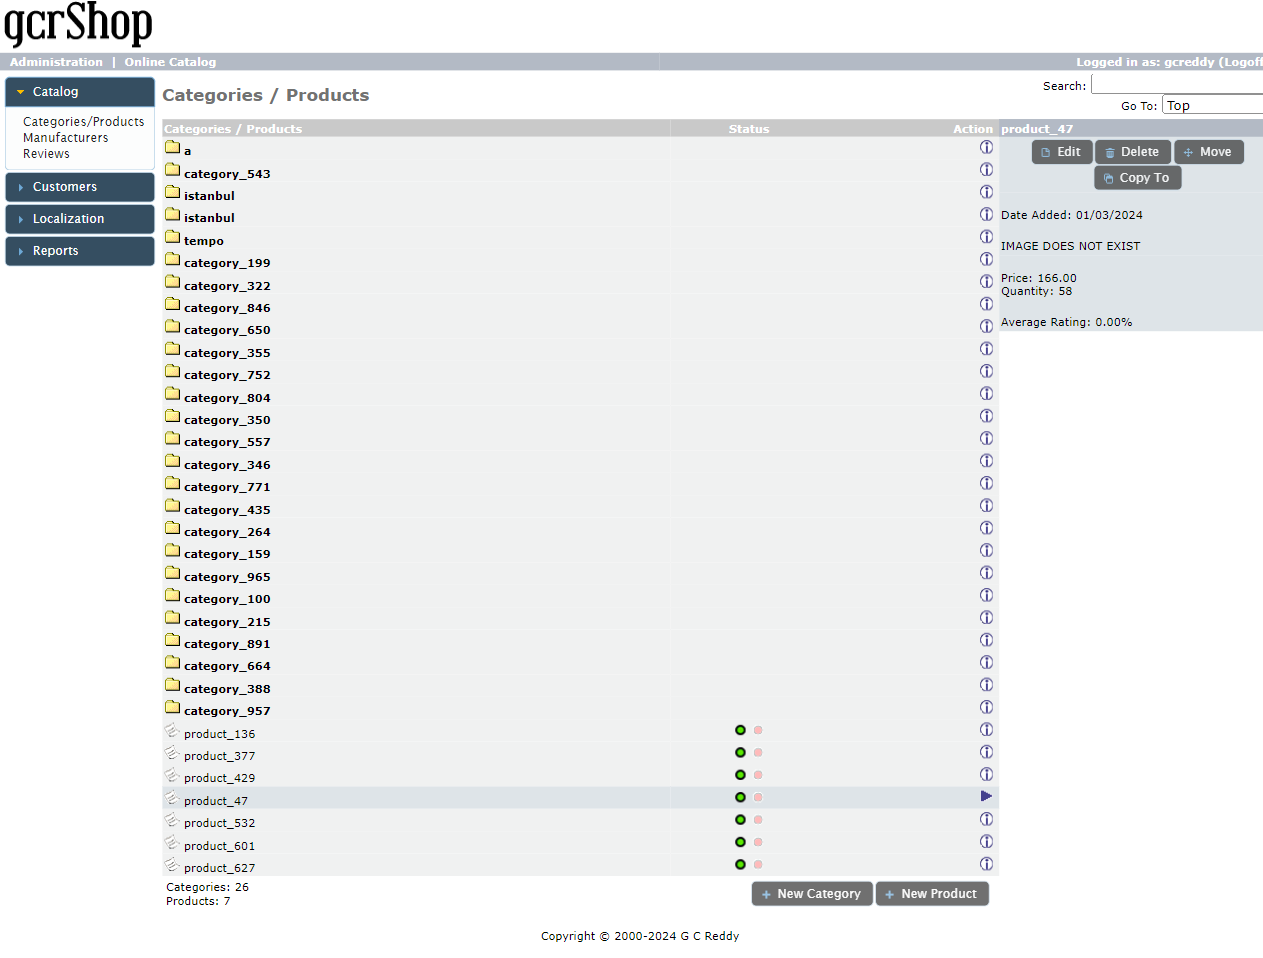 gcrShop
Administration | Online Catalog
Logged in as: gcreddy (Logoff
Catalog
Categories/Products
Manufacturers
Reviews
Customers
Localization
Reports
Categories / Products
Search:
Go To: Top
Categories / Products Status Action
a
category_543
istanbul
istanbul
tempo
category_199
category_322
category_846
category_650
category_355
category_752
category_804
category_350
category_557
category_346
category_771
category_435
category_264
category_159
category_965
category_100
category_215
category_891
category_664
category_388
category_957
product_136
product_377
product_429
product_47
product_532
product_601
product_627
Categories: 26
Products: 7
New Category New Product
product_47
Edit Delete Move
Copy To
Date Added: 01/03/2024
IMAGE DOES NOT EXIST
Price: 166.00
Quantity: 58
Average Rating: 0.00%
Copyright © 2000-2024 G C Reddy